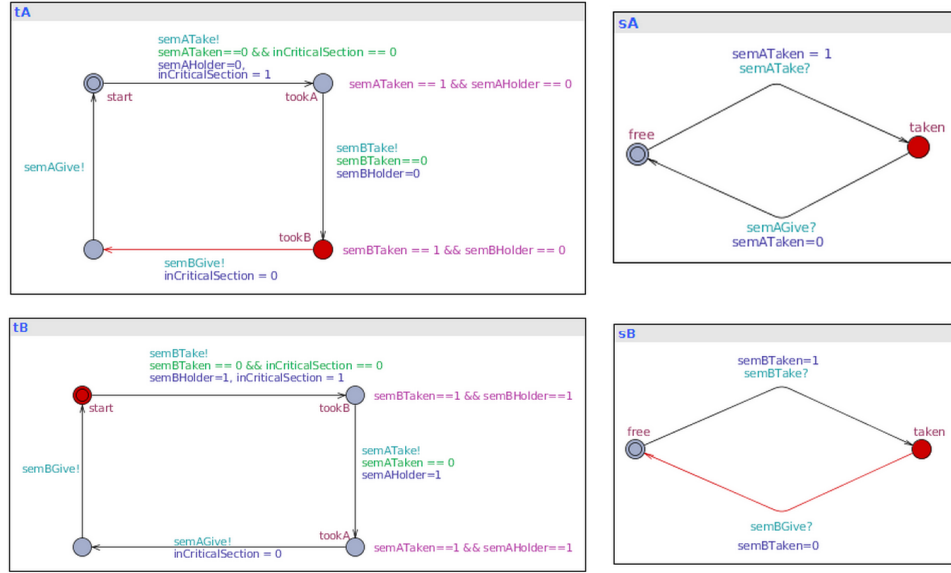 tA
semATake!
semATaken==0 && inCriticalSection == 0
semAHolder=0,
inCriticalSection = 1
start
tookA
semATaken == 1 && semAHolder == 0
semAGive!
semBTake!
semBTaken==0
semBHolder=0
tookB
semBTaken == 1 && semBHolder == 0
semBGive!
inCriticalSection = 0
sA
semATaken = 1
semATake?
free
taken
semAGive?
semATaken=0
tB
semBTake!
semBTaken == 0 && inCriticalSection == 0
semBHolder=1, inCriticalSection = 1
start
tookB
semBTaken==1 && semBHolder==1
semBGive!
semATake!
semATaken == 0
semAHolder=1
tookA
semATaken==1 && semAHolder==1
semAGive!
inCriticalSection = 0
sB
semBTaken=1
semBTake?
free
taken
semBGive?
semBTaken=0